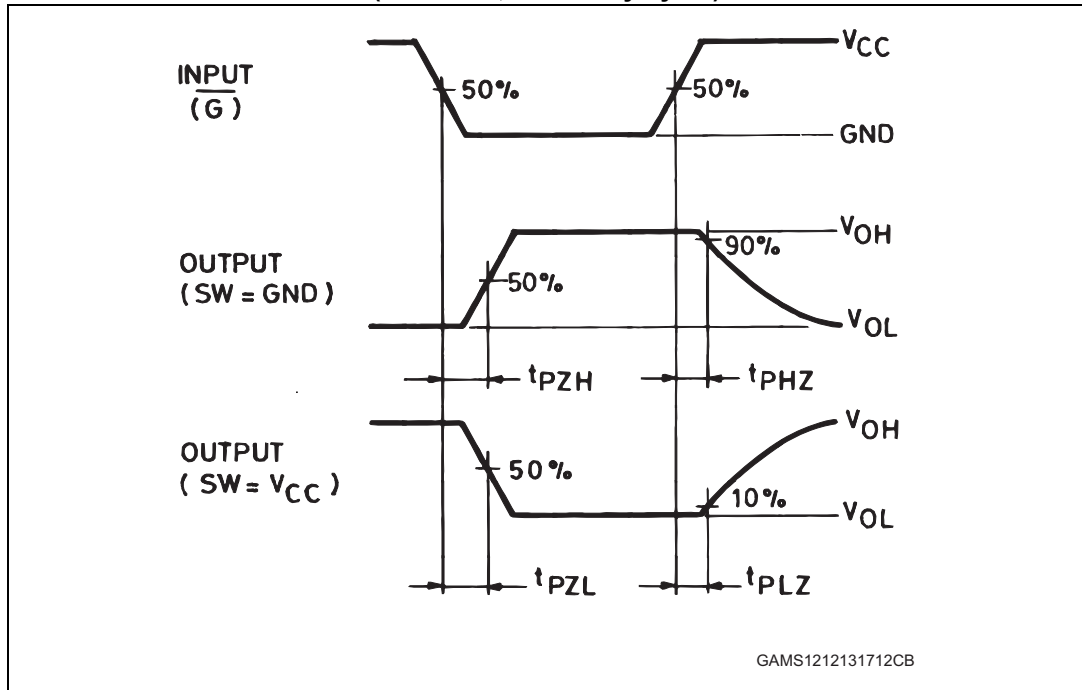 INPUT
(G)
50%
50%
VCC
GND
OUTPUT
(SW = GND)
50%
90%
VOH
VOL
tPZH
tPHZ
OUTPUT
(SW = VCC)
50%
10%
VOH
VOL
tPZL
tPLZ
GAMS1212131712CB